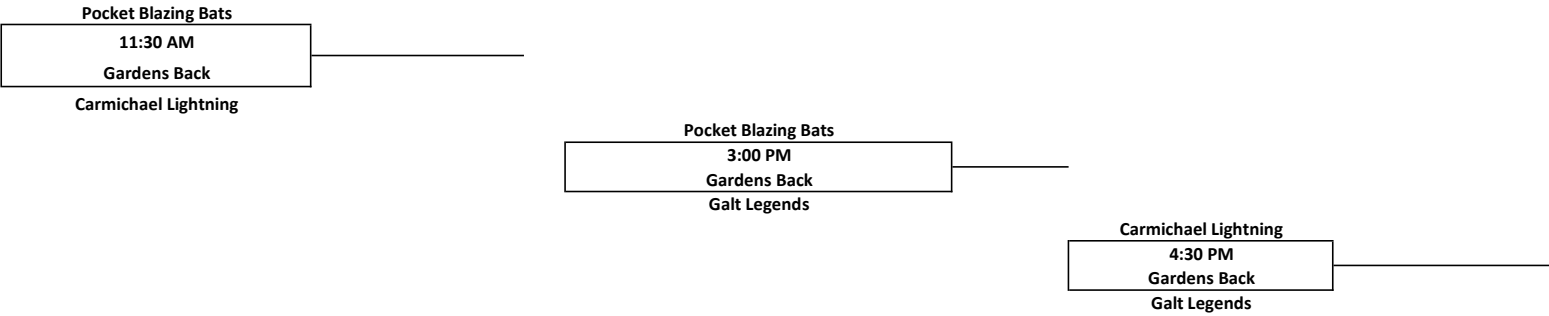 Pocket Blazing Bats
11:30 AM
Gardens Back
Carmichael Lightning
Pocket Blazing Bats
3:00 PM
Gardens Back
Galt Legends
Carmichael Lightning
4:30 PM
Gardens Back
Galt Legends